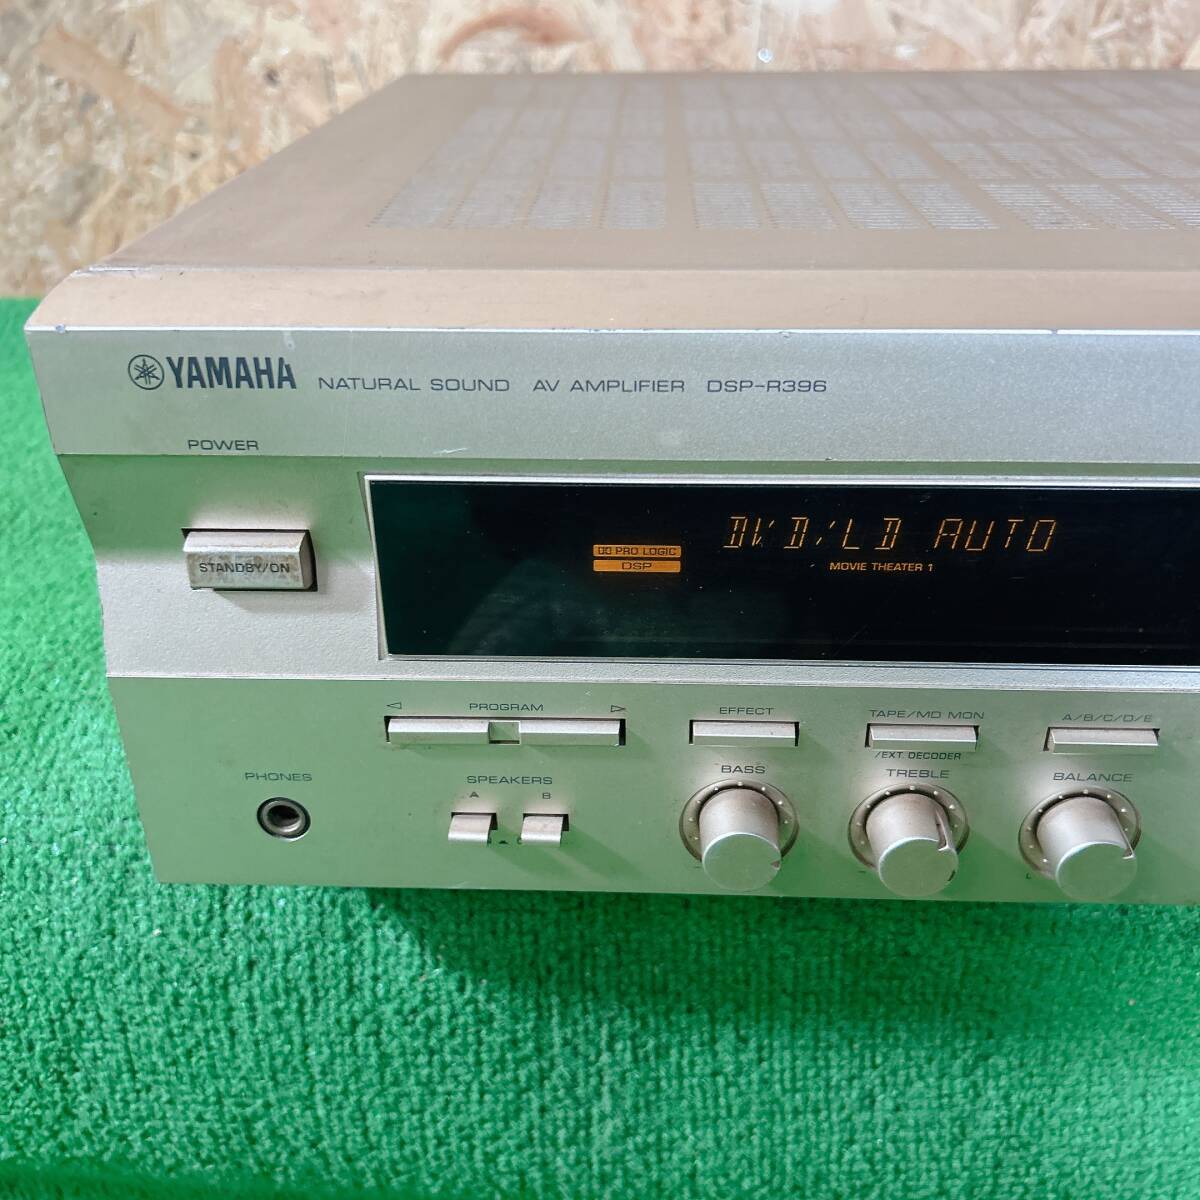 YAMAHA NATURAL SOUND AV AMPLIFIER DSP-R396
POWER
STANDBY/ON
DVD/LD AUTO
PRO LOGIC
DSP
MOVIE THEATER 1
PROGRAM
EFFECT
TAPE/MD MON
/EXT. DECODER
A/B/C/D/E
PHONES
SPEAKERS
A B
BASS
TREBLE
BALANCE
L